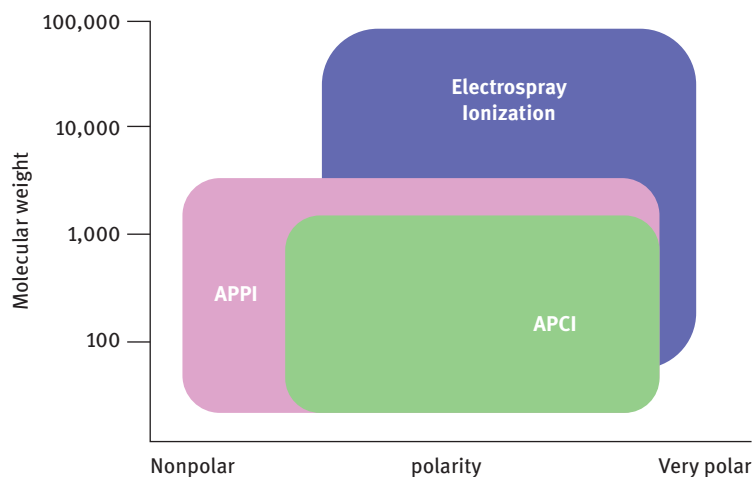 100,000
Electrospray
Ionization
10,000
Molecular weight
1,000
APPI
APCI
100
Nonpolar
polarity
Very polar